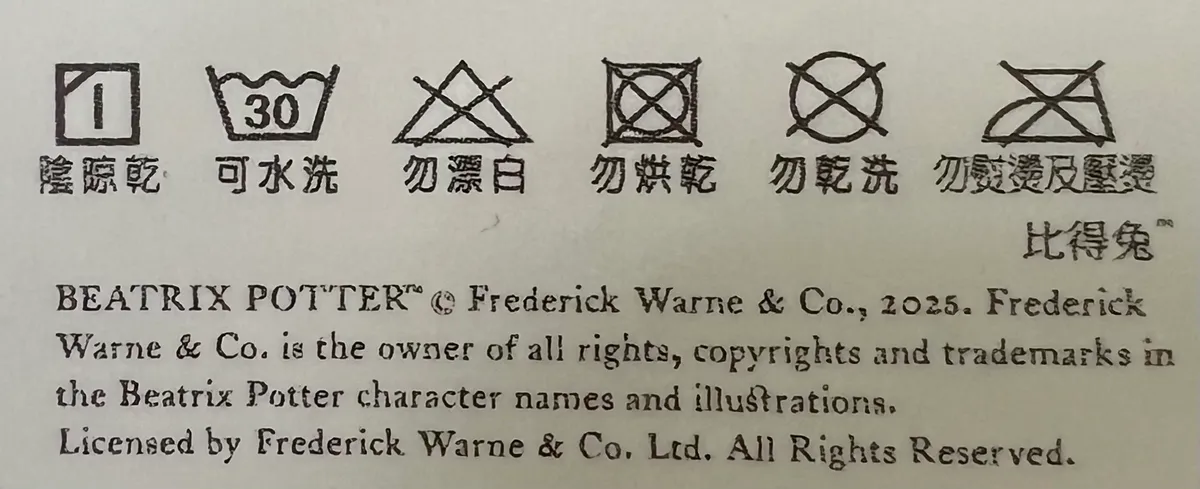 30
陰晾乾 可水洗 勿漂白 勿烘乾 勿乾洗 勿熨燙及壓燙
比得兔™
BEATRIX POTTER™ © Frederick Warne & Co., 2025. Frederick
Warne & Co. is the owner of all rights, copyrights and trademarks in
the Beatrix Potter character names and illustrations.
Licensed by Frederick Warne & Co. Ltd. All Rights Reserved.